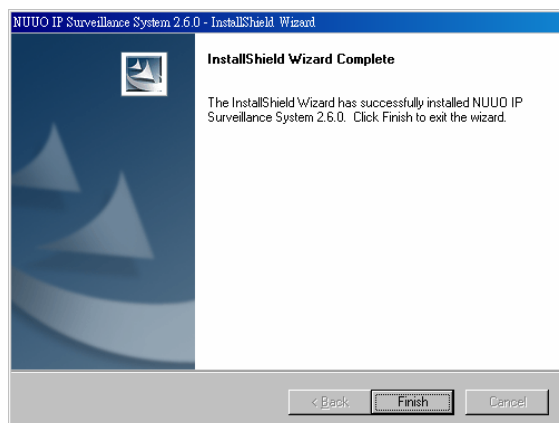 NUUO IP Surveillance System 2.6.0 - InstallShield Wizard
InstallShield Wizard Complete
The InstallShield Wizard has successfully installed NUUO IP
Surveillance System 2.6.0. Click Finish to exit the wizard.
< Back Finish Cancel